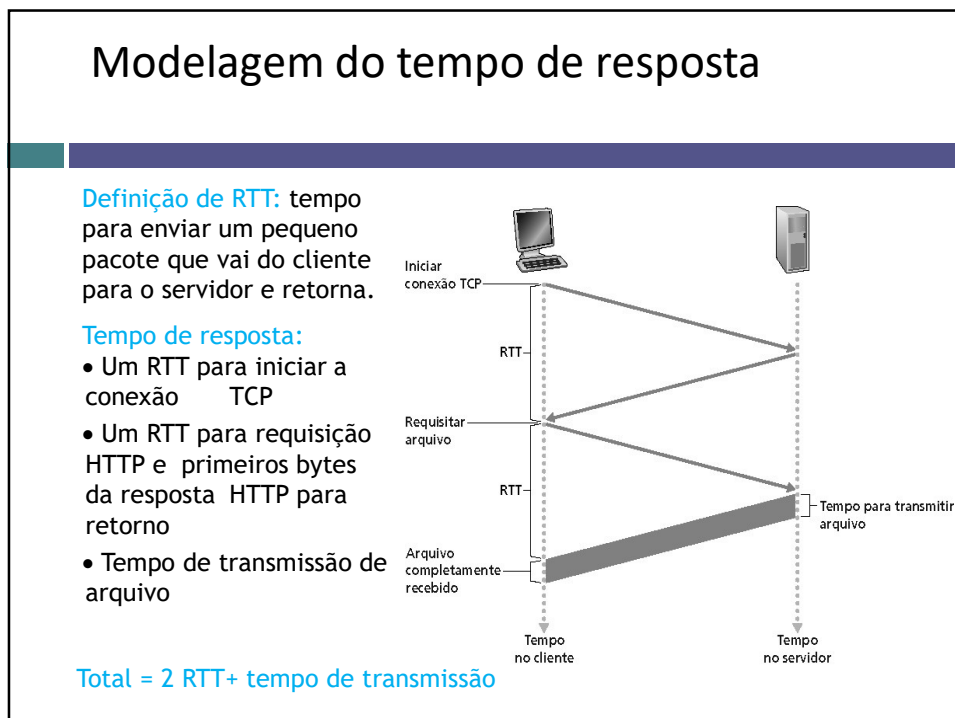 Modelagem do tempo de resposta
Definição de RTT: tempo
para enviar um pequeno
pacote que vai do cliente
para o servidor e retorna.
Tempo de resposta:
• Um RTT para iniciar a
conexão TCP
• Um RTT para requisição
HTTP e primeiros bytes
da resposta HTTP para
retorno
• Tempo de transmissão de
arquivo
Total = 2 RTT+ tempo de transmissão
Iniciar
conexão TCP
RTT
Requisitar
arquivo
RTT
Tempo para transmitir
arquivo
Arquivo
completamente
recebido
Tempo
no cliente
Tempo
no servidor